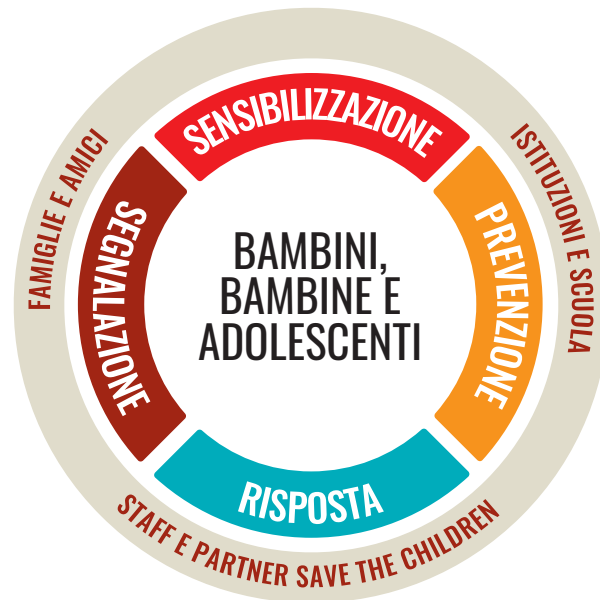 SENSIBILIZZAZIONE
PREVENZIONE
RISPOSTA
SEGNALAZIONE
BAMBINI,
BAMBINE E
ADOLESCENTI
FAMIGLIE E AMICI
ISTITUZIONI E SCUOLA
STAFF E PARTNER SAVE THE CHILDREN